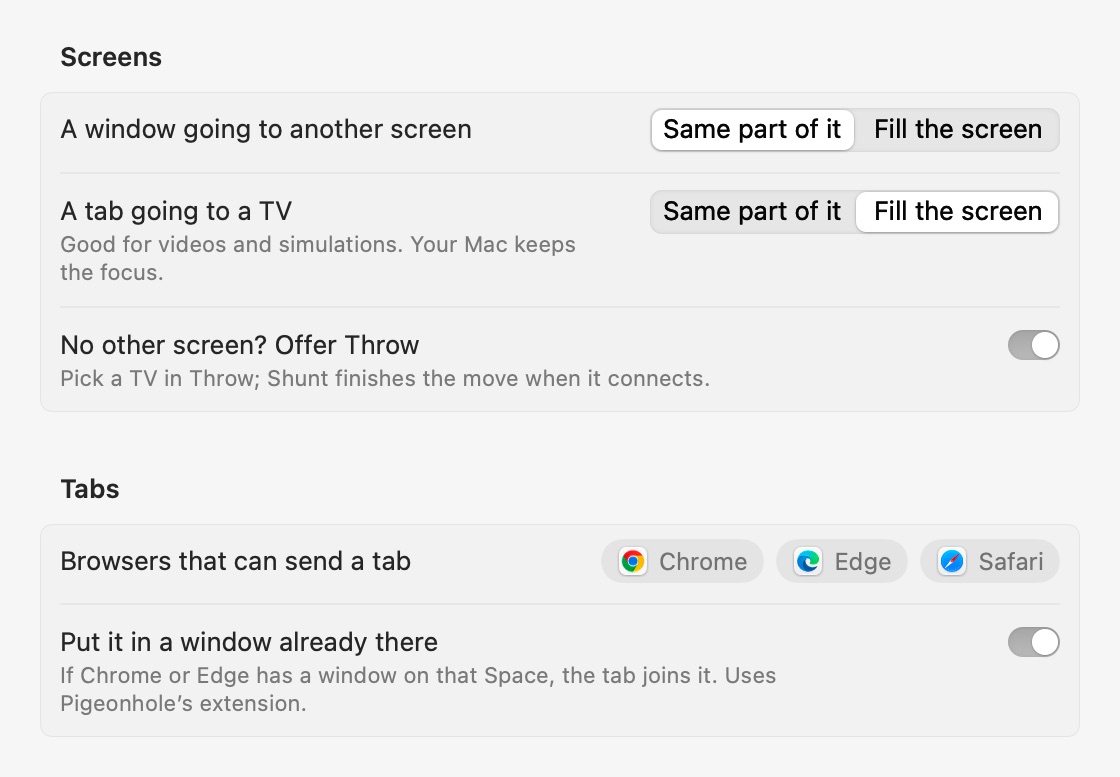 Screens
A window going to another screen
Same part of it
Fill the screen
A tab going to a TV
Same part of it
Fill the screen
Good for videos and simulations. Your Mac keeps
the focus.
No other screen? Offer Throw
Pick a TV in Throw; Shunt finishes the move when it connects.
Tabs
Browsers that can send a tab
Chrome
Edge
Safari
Put it in a window already there
If Chrome or Edge has a window on that Space, the tab joins it. Uses
Pigeonhole’s extension.